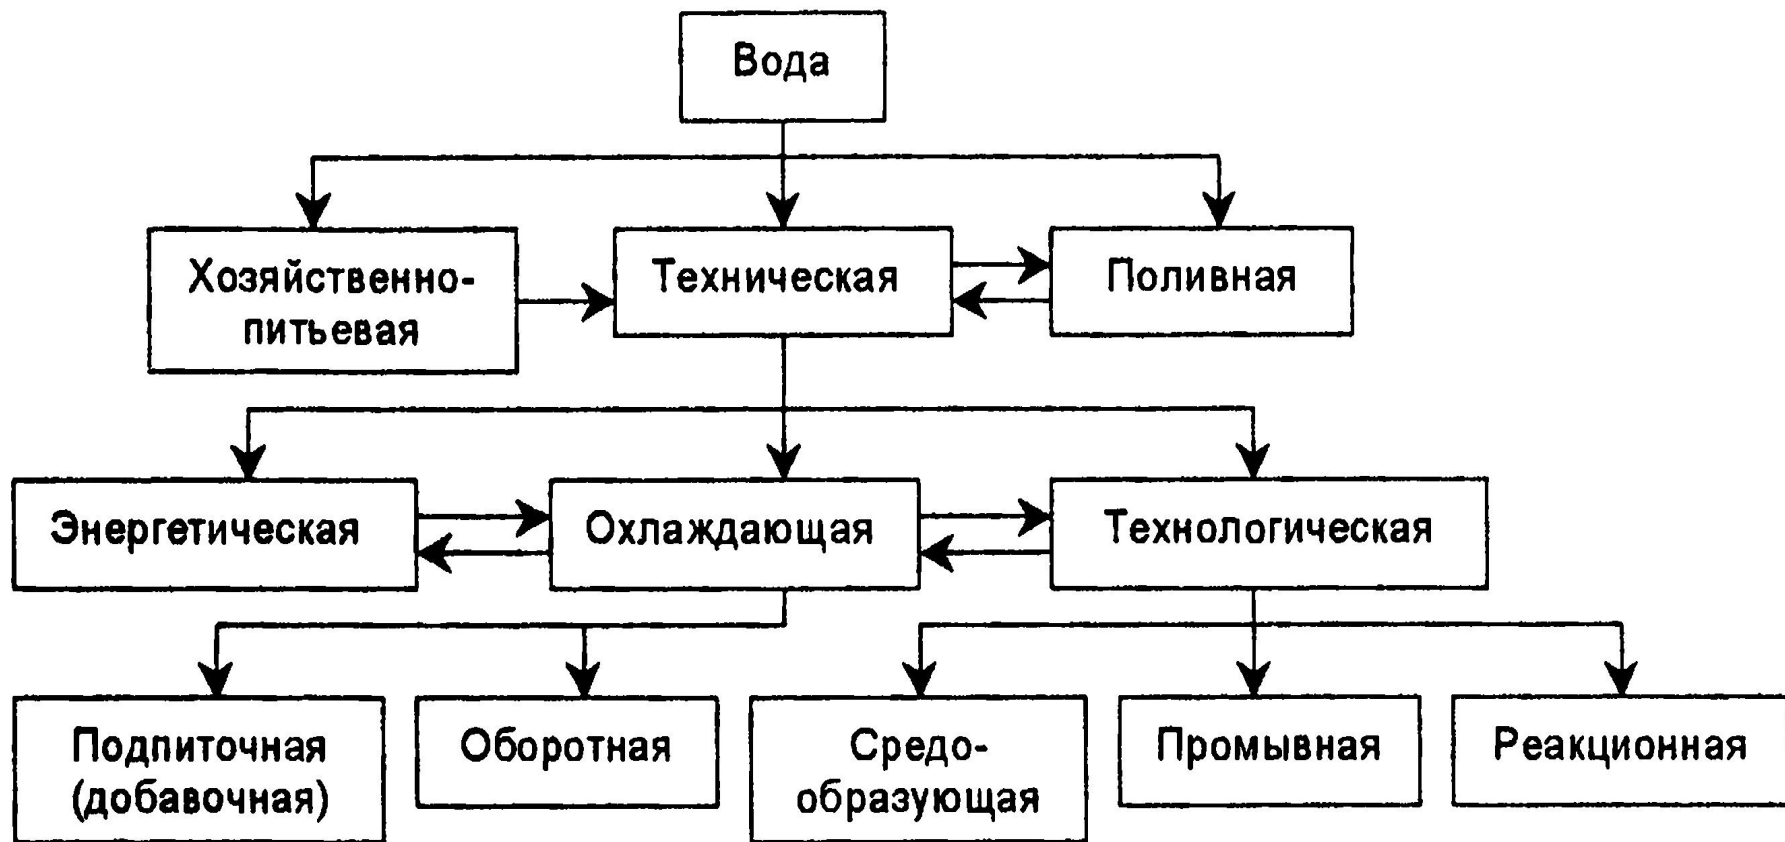 Вода
Хозяйственно-
питьевая
Техническая
Поливная
Энергетическая
Охлаждающая
Технологическая
Подпиточная
(добавочная)
Оборотная
Средо-
образующая
Промывная
Реакционная